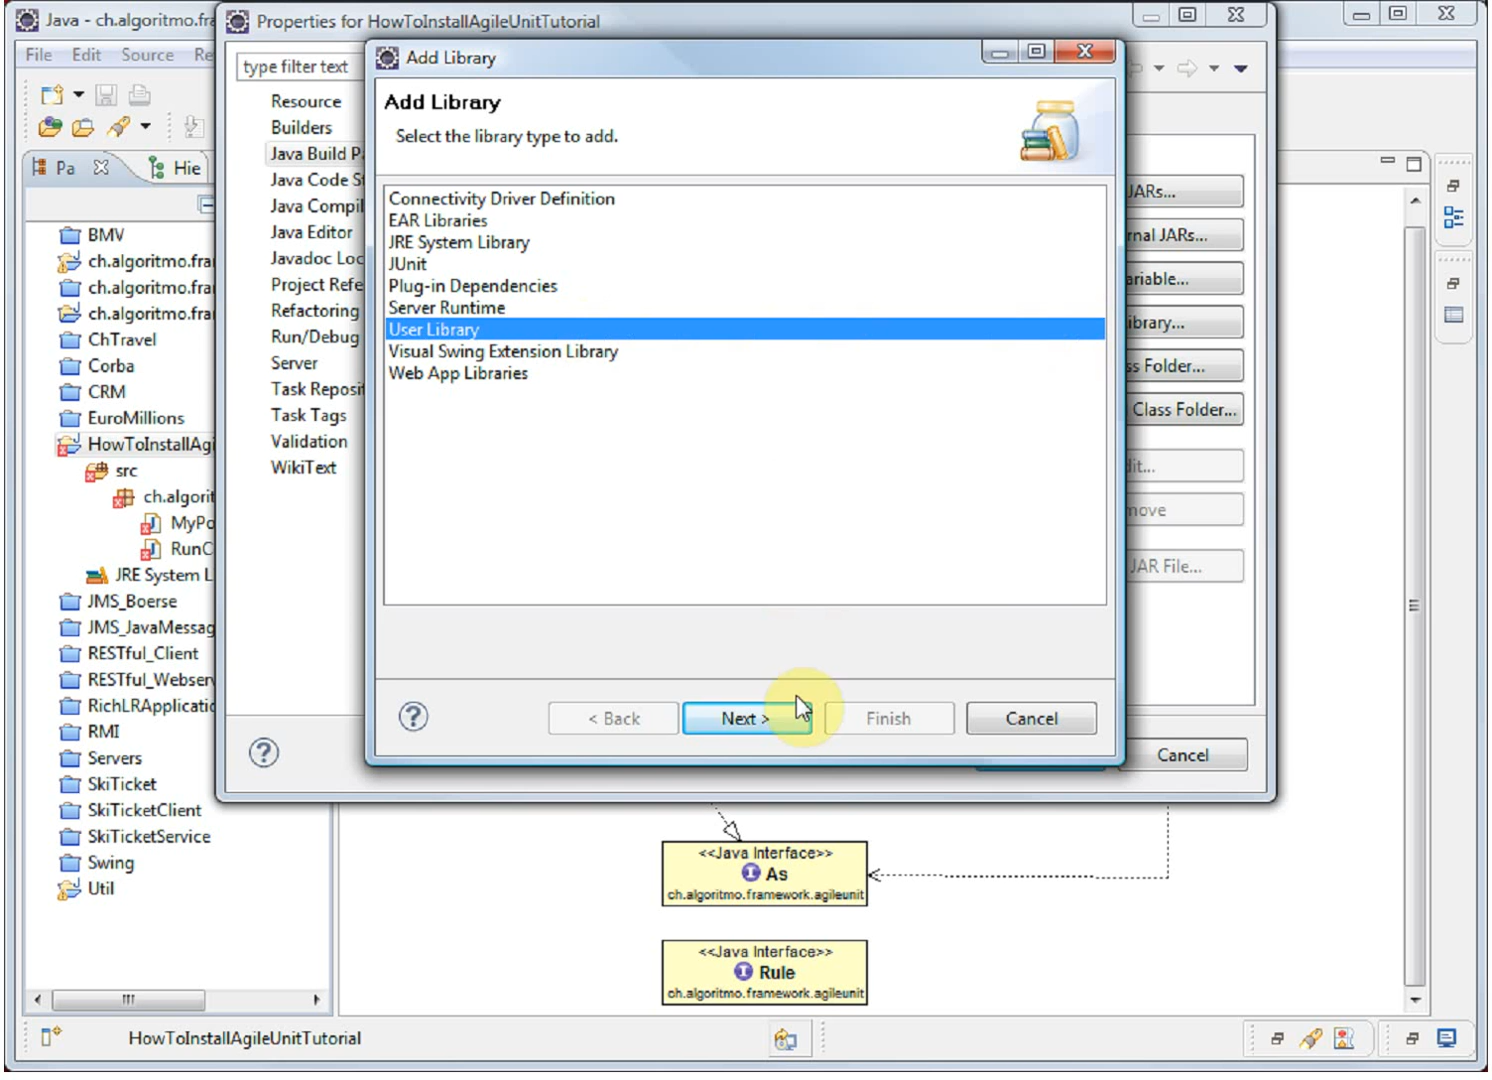 Java - ch.algoritmo.fra
File Edit Source Re
Pa Hie
BMV
ch.algoritmo.fra
ch.algoritmo.fra
ch.algoritmo.fra
ChTravel
Corba
CRM
EuroMillions
HowToInstallAgi
src
ch.algorit
MyPo
RunC
JRE System L
JMS_Boerse
JMS_JavaMessag
RESTful_Client
RESTful_Webserv
RichLRApplicatio
RMI
Servers
SkiTicket
SkiTicketClient
SkiTicketService
Swing
Util
Properties for HowToInstallAgileUnitTutorial
type filter text
Resource
Builders
Java Build Pa
Java Code St
Java Compil
Java Editor
Javadoc Loc
Project Refe
Refactoring
Run/Debug
Server
Task Reposit
Task Tags
Validation
WikiText
Add Library
Add Library
Select the library type to add.
Connectivity Driver Definition
EAR Libraries
JRE System Library
JUnit
Plug-in Dependencies
Server Runtime
User Library
Visual Swing Extension Library
Web App Libraries
< Back
Next >
Finish
Cancel
JARs...
rnal JARs...
ariable...
ibrary...
ss Folder...
Class Folder...
dit...
move
JAR File...
Cancel
<<Java Interface>>
As
ch.algoritmo.framework.agileunit
<<Java Interface>>
Rule
ch.algoritmo.framework.agileunit
HowToInstallAgileUnitTutorial